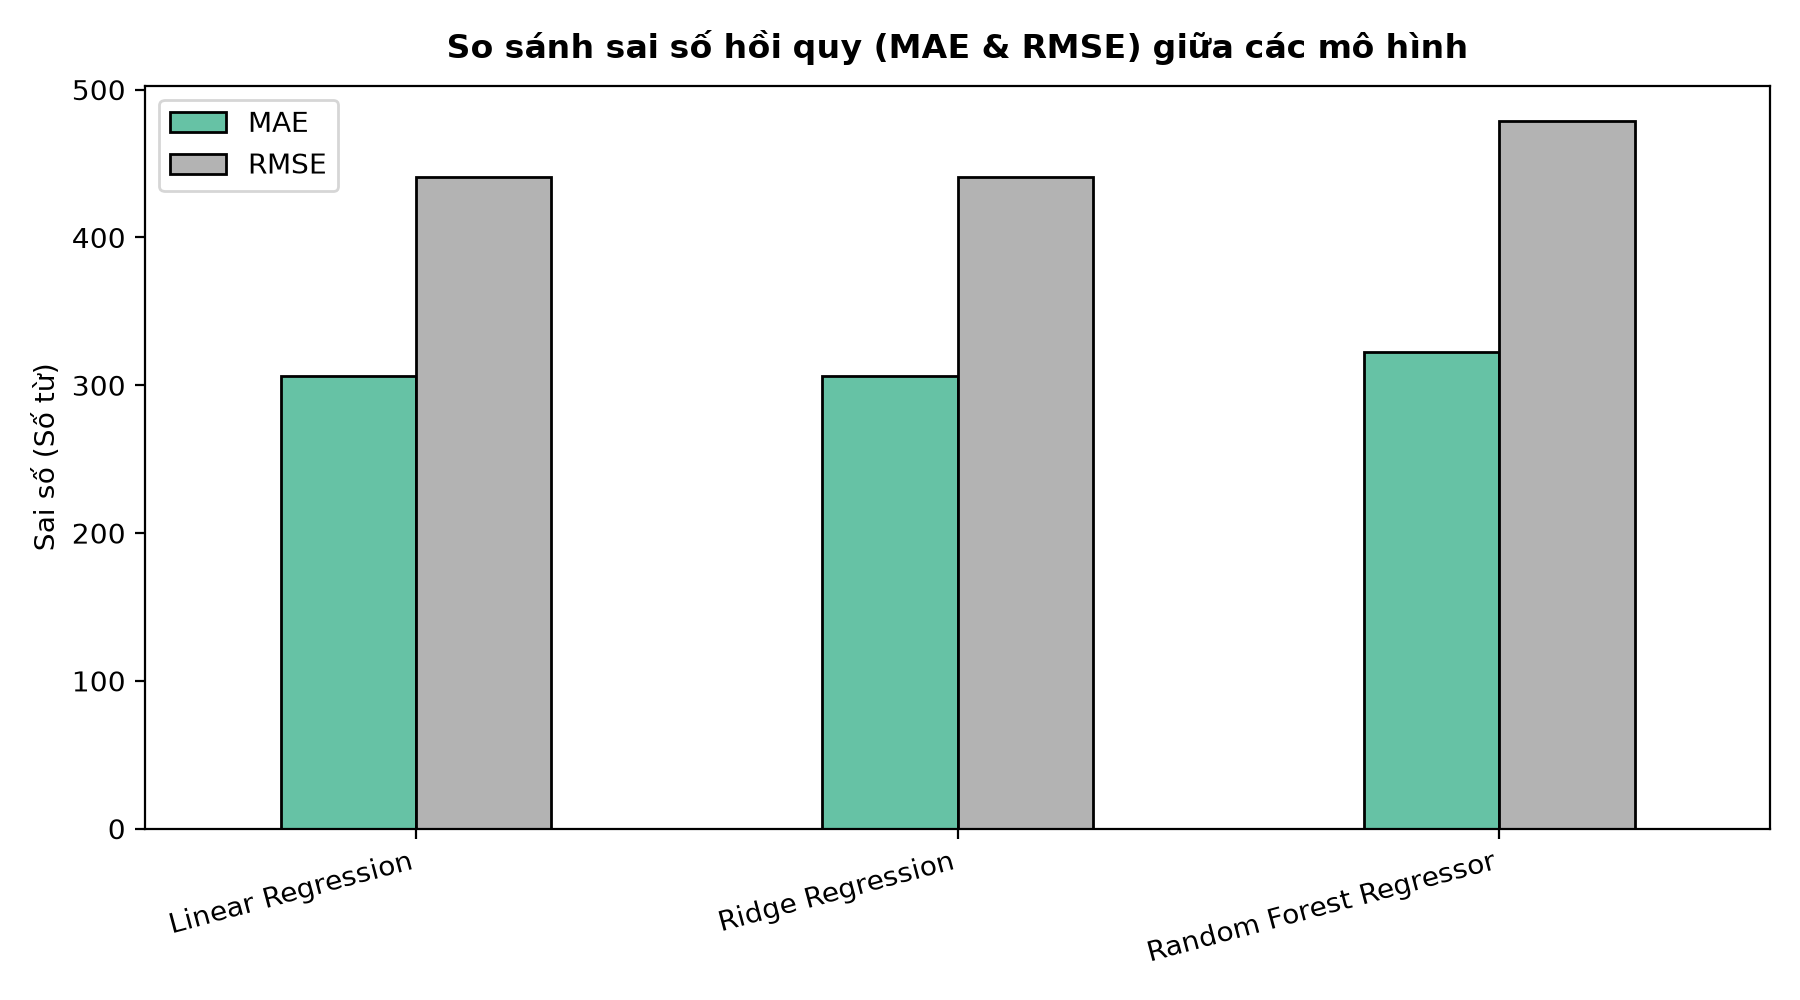 So sánh sai số hồi quy (MAE & RMSE) giữa các mô hình
MAE
RMSE
Sai số (Số từ)
500
400
300
200
100
0
Linear Regression
Ridge Regression
Random Forest Regressor